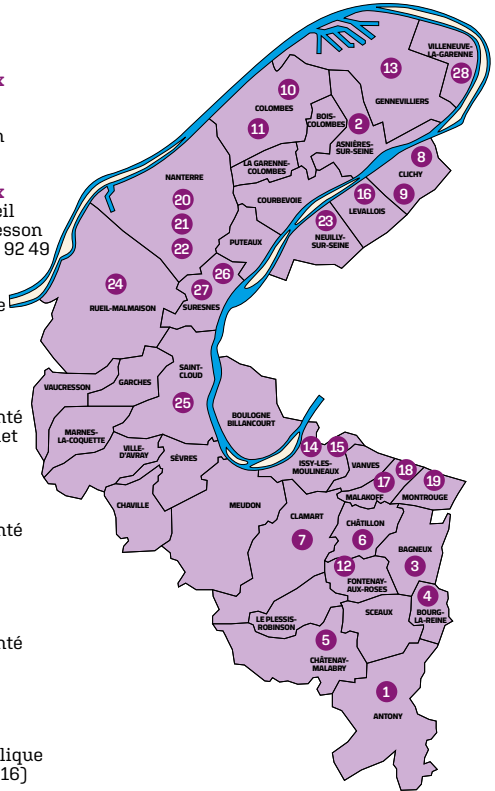 x
n
x
eil
esson
92 49
e
nté
et
nté
nté
lique
16)
VILLENEUVE-
LA-GARENNE
28
13
GENNEVILLIERS
10
COLOMBES
11
BOIS-
COLOMBES
2
ASNIÈRES-
SUR-SEINE
LA GARENNE-
COLOMBES
8
CLICHY
9
NANTERRE
20
21
22
COURBEVOIE
16
LEVALLOIS
23
NEUILLY-
SUR-SEINE
PUTEAUX
26
27
SURESNES
24
RUEIL-MALMAISON
SAINT-
CLOUD
25
GARCHES
VAUCRESSON
BOULOGNE
BILLANCOURT
MARNES-
LA-COQUETTE
VILLE-
D'AVRAY
SÈVRES
14
15
ISSY-LES-
MOULINEAUX
VANVES
17
18
MALAKOFF
19
MONTROUGE
CHAVILLE
MEUDON
CLAMART
7
CHÂTILLON
6
BAGNEUX
3
12
FONTENAY-
AUX-ROSES
4
BOURG-
LA-REINE
SCEAUX
LE PLESSIS-
ROBINSON
5
CHÂTENAY-
MALABRY
1
ANTONY